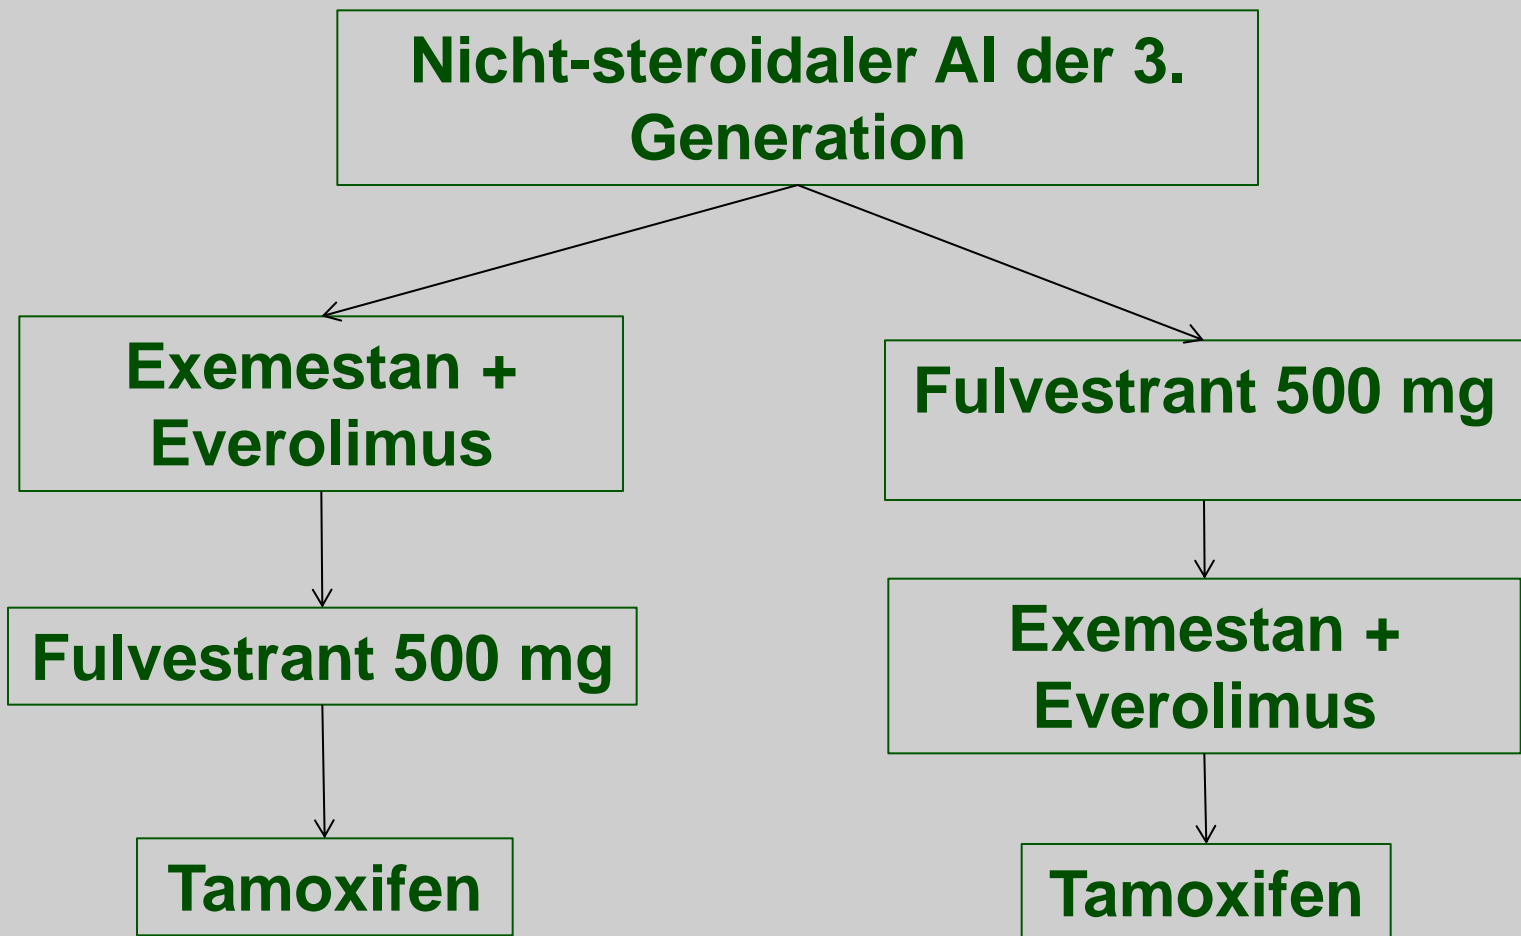 Nicht-steroidaler AI der 3.
Generation
Exemestan +
Everolimus
Fulvestrant 500 mg
Fulvestrant 500 mg
Exemestan +
Everolimus
Tamoxifen
Tamoxifen